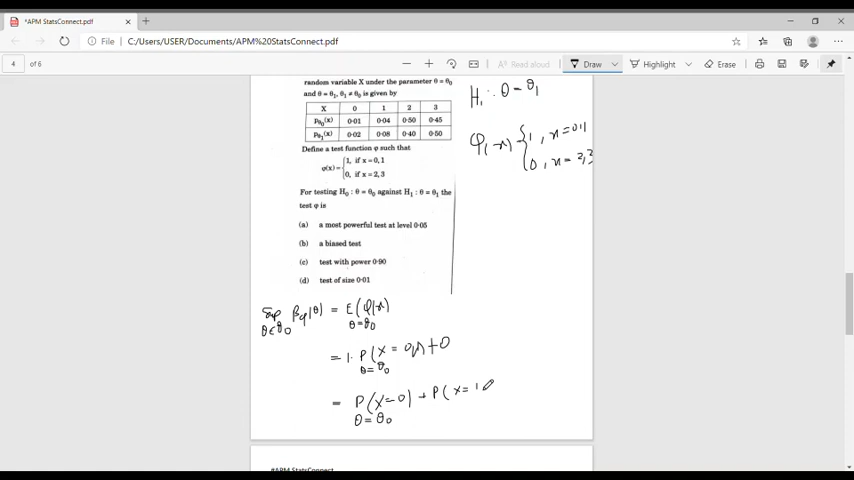 *APM StatsConnect.pdf
File C:/Users/USER/Documents/APM%20StatsConnect.pdf
4 of 6
Read aloud Draw Highlight Erase
random variable X under the parameter θ = θ₀
and θ = θ₁, θ₁ ≠ θ₀ is given by
X 0 1 2 3
pθ₀(x) 0·01 0·04 0·50 0·45
pθ₁(x) 0·02 0·08 0·40 0·50
Define a test function φ such that
φ(x) = {1, if x = 0, 1
0, if x = 2, 3
For testing H₀ : θ = θ₀ against H₁ : θ = θ₁ the
test φ is
(a) a most powerful test at level 0·05
(b) a biased test
(c) test with power 0·90
(d) test of size 0·01
H₁ : θ = θ₁
φ(x) = {1, x = 0,1
0, x = 2,3
Sup βφ(θ) = E(φ(x))
θ∈θ₀ θ=θ₀
= 1. P(X = 0,1) + 0
θ=θ₀
= P(X=0) + P(X=1
θ=θ₀
#APM StatsConnect